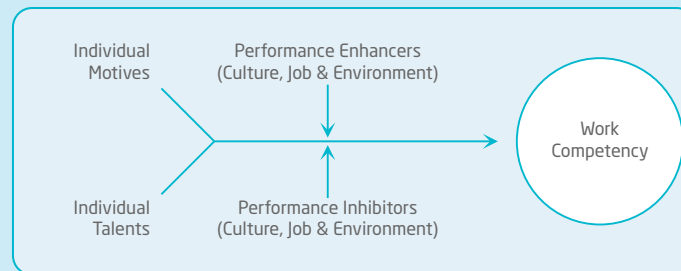 Individual
Motives
Performance Enhancers
(Culture, Job & Environment)
Work
Competency
Individual
Talents
Performance Inhibitors
(Culture, Job & Environment)